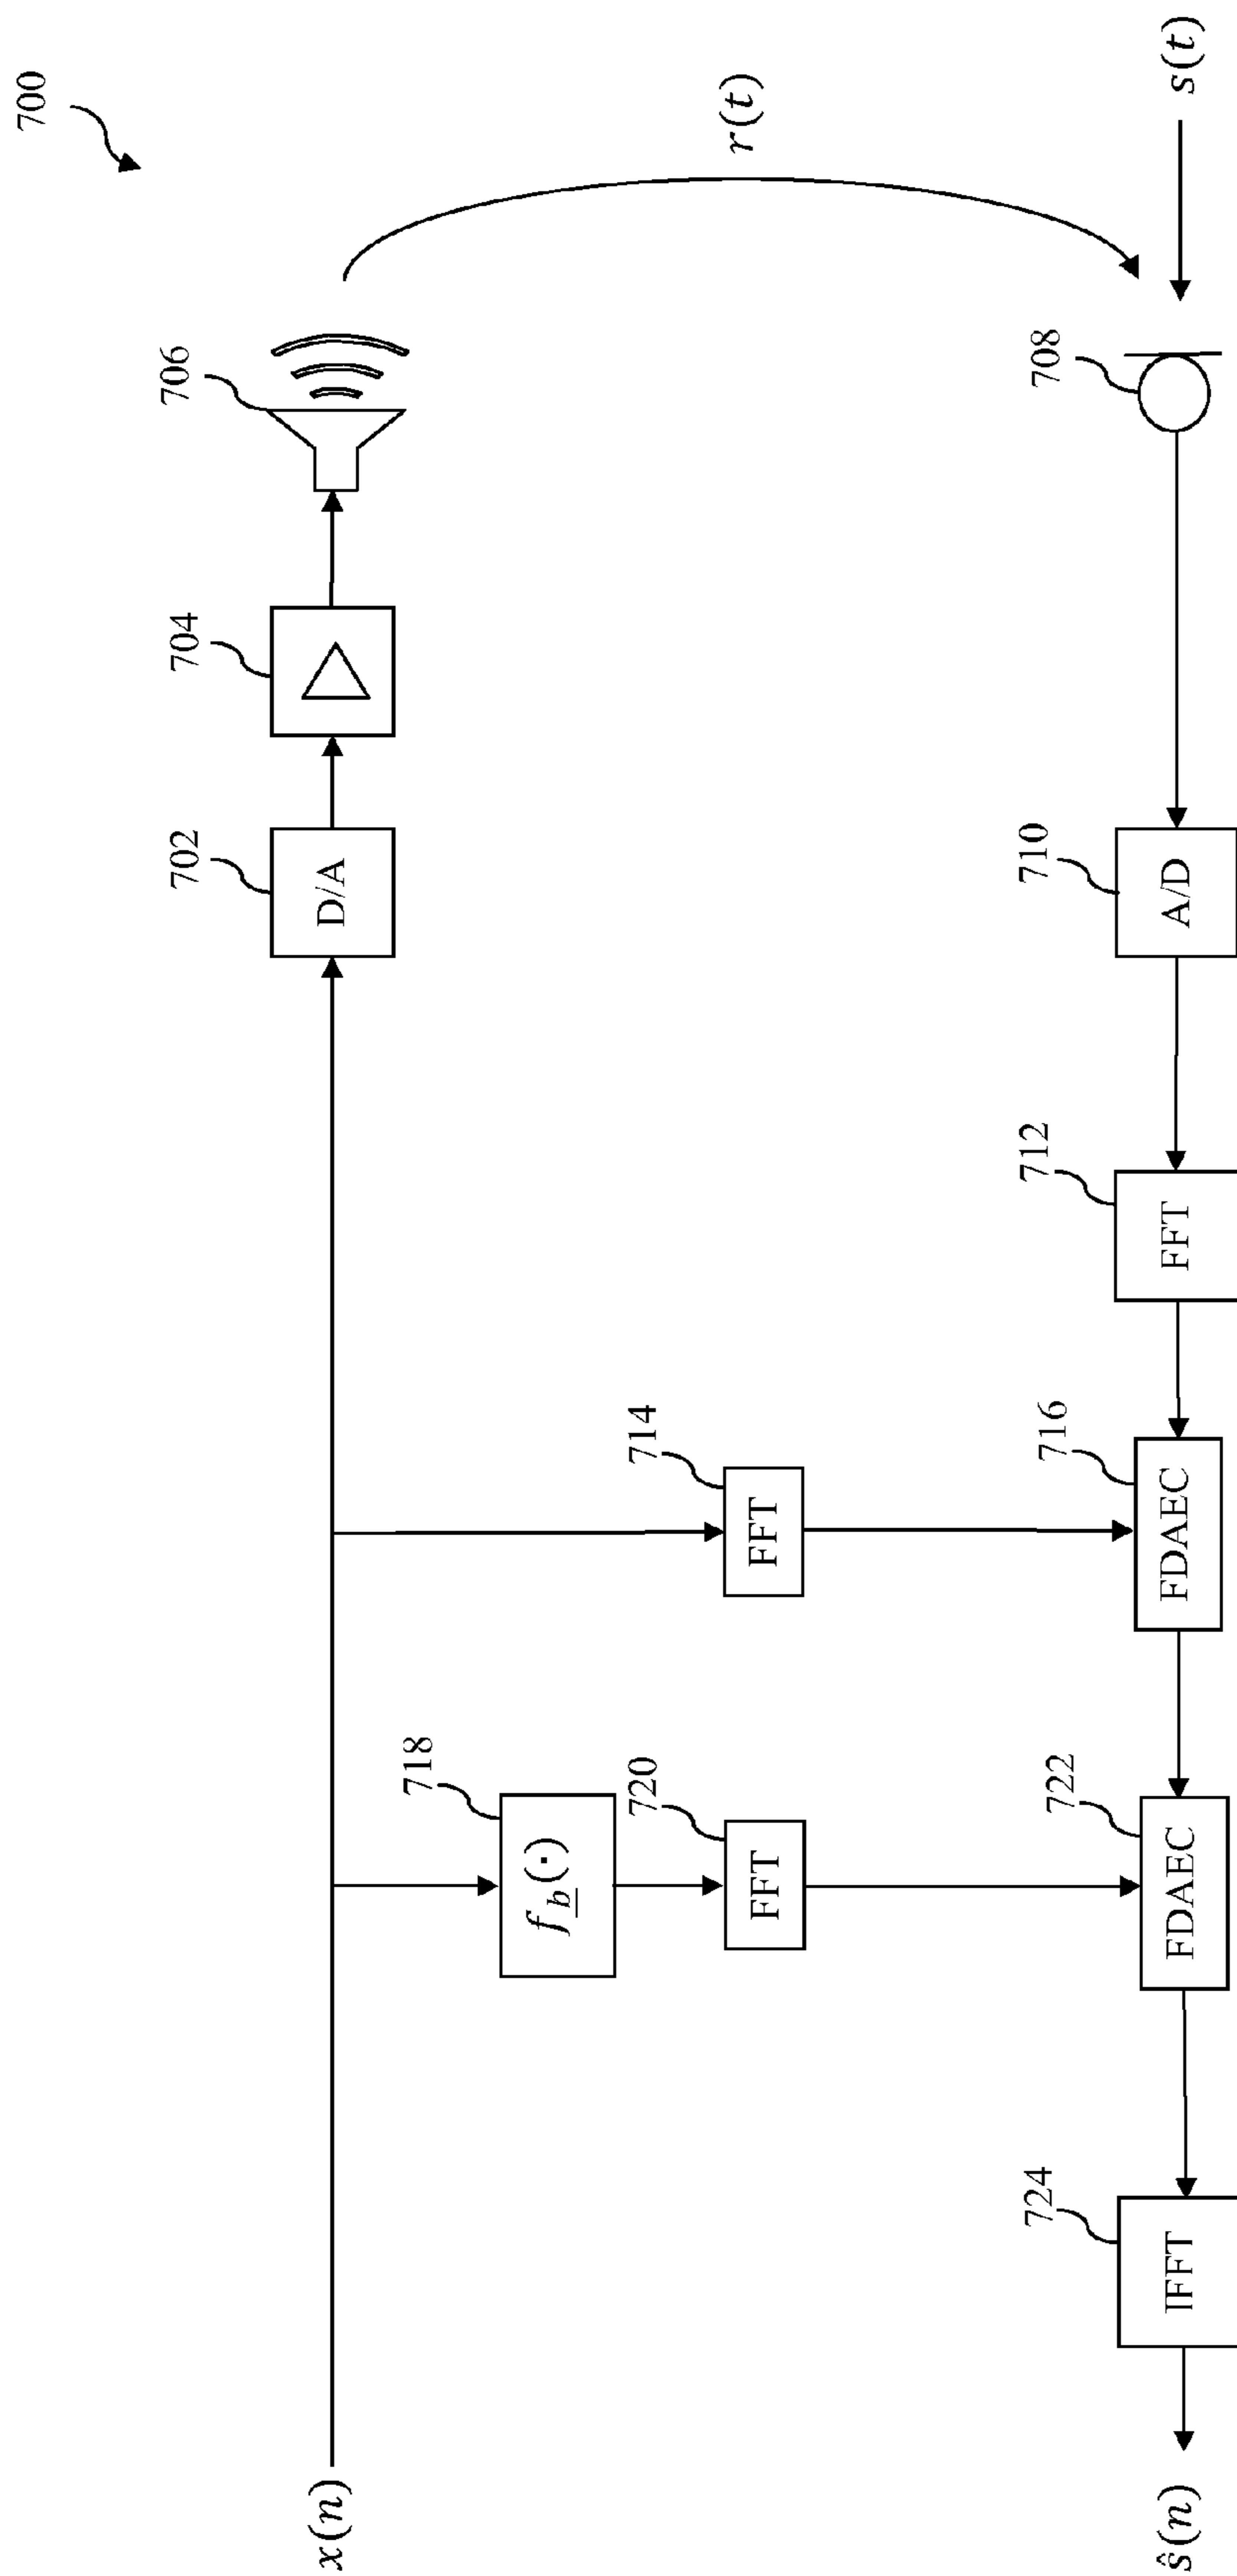 700
x(n)
702
D/A
704
706
r(t)
718
f_b(·)
720
FFT
714
FFT
722
FDAEC
716
FDAEC
712
FFT
710
A/D
708
s(t)
724
IFFT
ŝ(n)